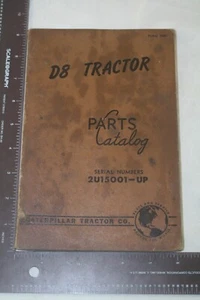 D8 TRACTOR
PARTS
Catalog
SERIAL NUMBERS
2U15001-UP
CATERPILLAR TRACTOR CO.